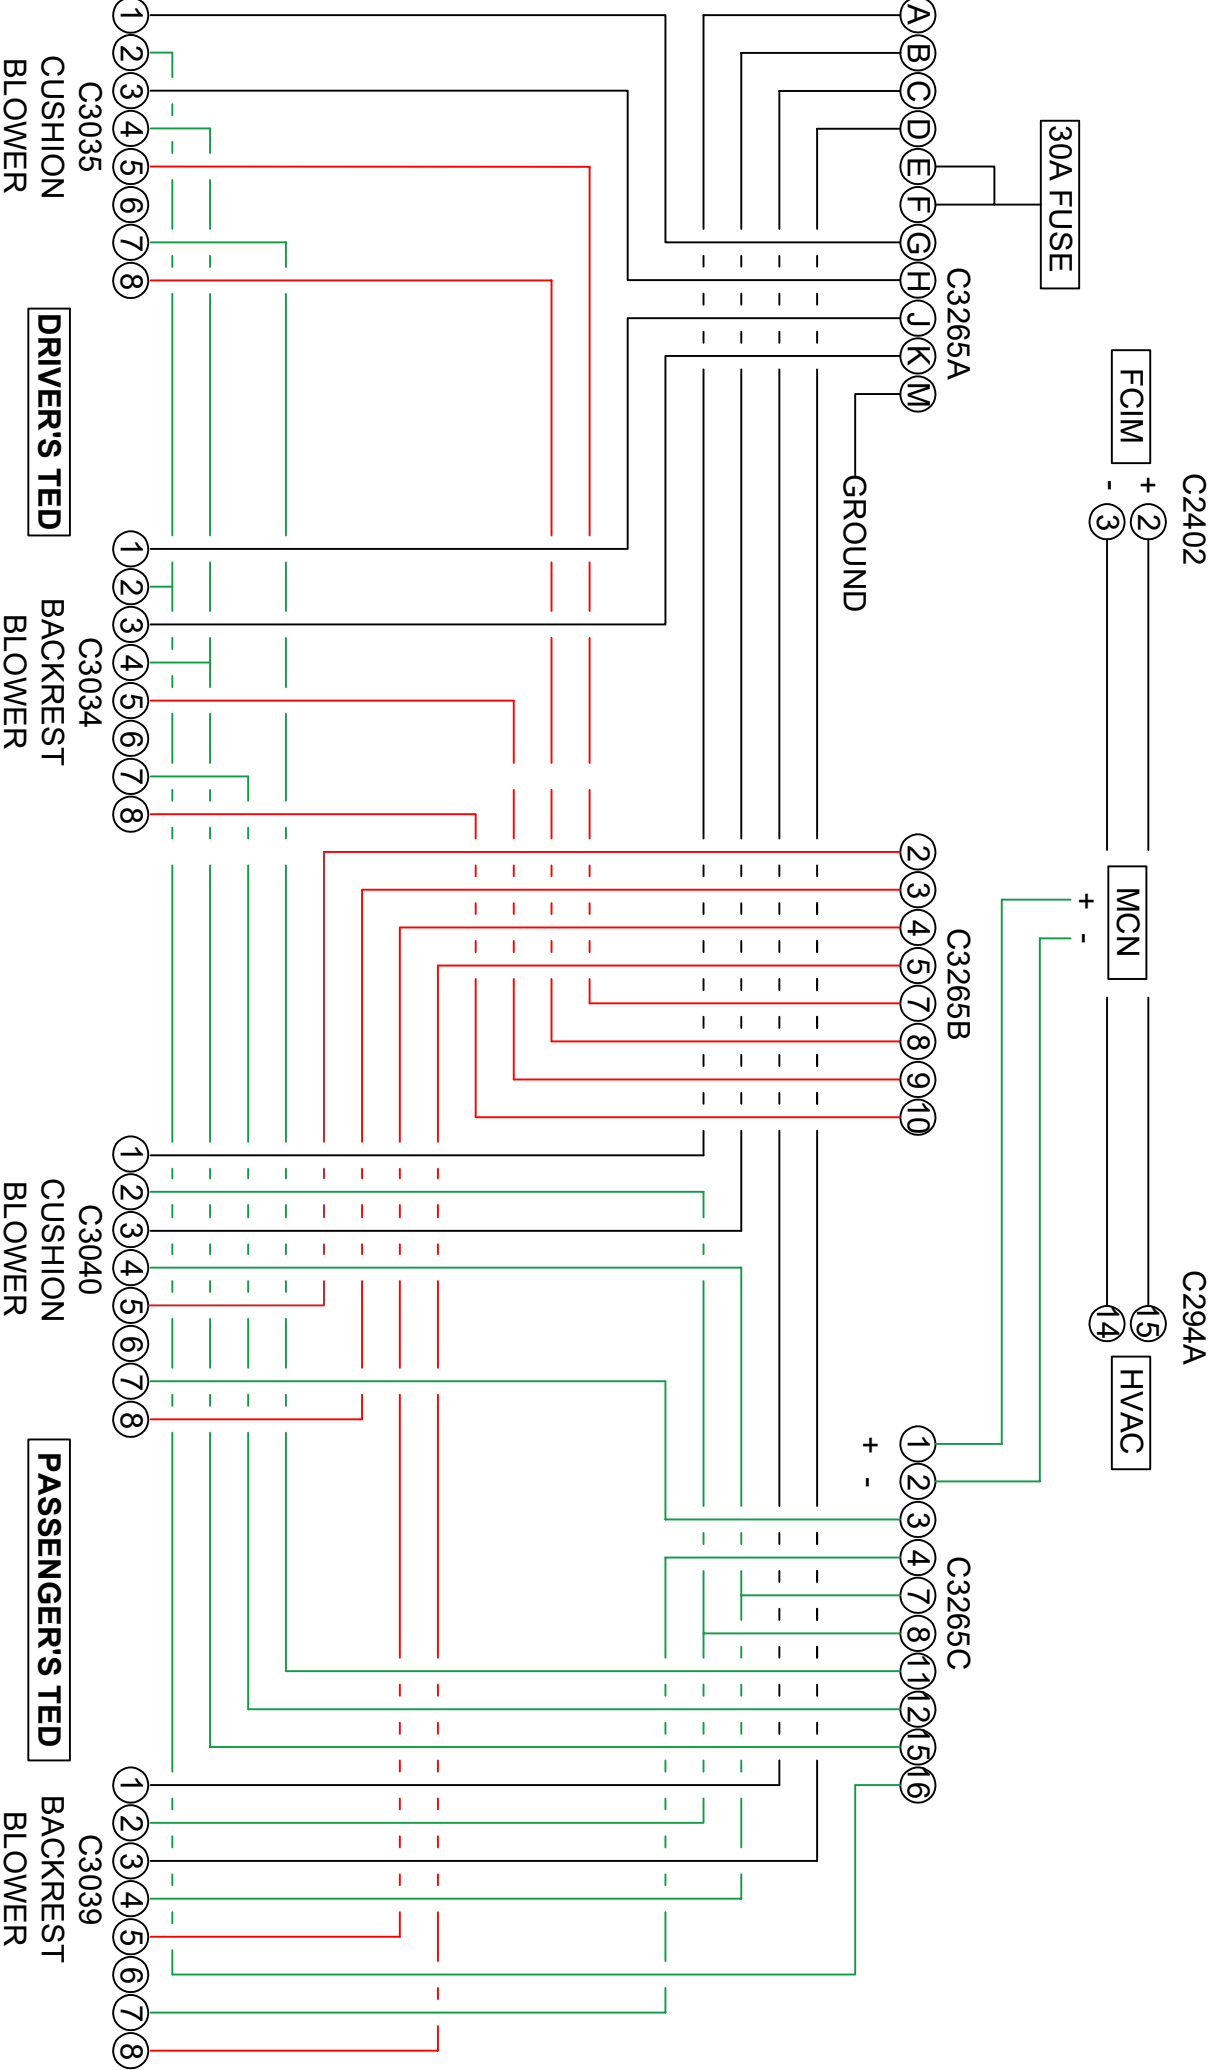 C2402
C294A
FCIM
+ 2
- 3
MCN
+ -
15
14
HVAC
30A FUSE
C3265A
A B C D E F G H J K M
GROUND
C3265B
2 3 4 5 7 8 9 10
C3265C
1 2 3 4 7 8 11 12 15 16
+ -
1 2 3 4 5 6 7 8
C3035
CUSHION
BLOWER
DRIVER'S TED
1 2 3 4 5 6 7 8
C3034
BACKREST
BLOWER
1 2 3 4 5 6 7 8
C3040
CUSHION
BLOWER
PASSENGER'S TED
1 2 3 4 5 6 7 8
C3039
BACKREST
BLOWER